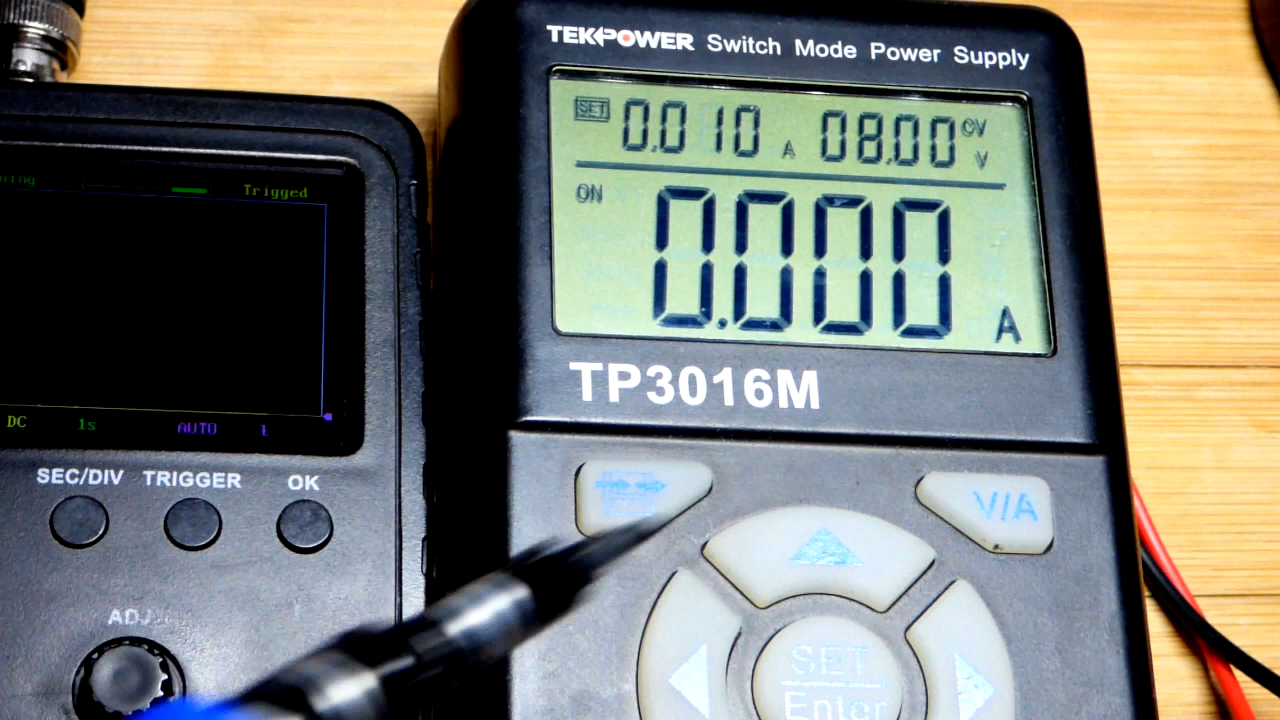 TEKPOWER Switch Mode Power Supply
SET 0.010 A 08.00 CV V
ON
0.000 A
TP3016M
V/A
SET
Enter
Trigged
DC 1s AUTO
SEC/DIV TRIGGER OK
ADJ